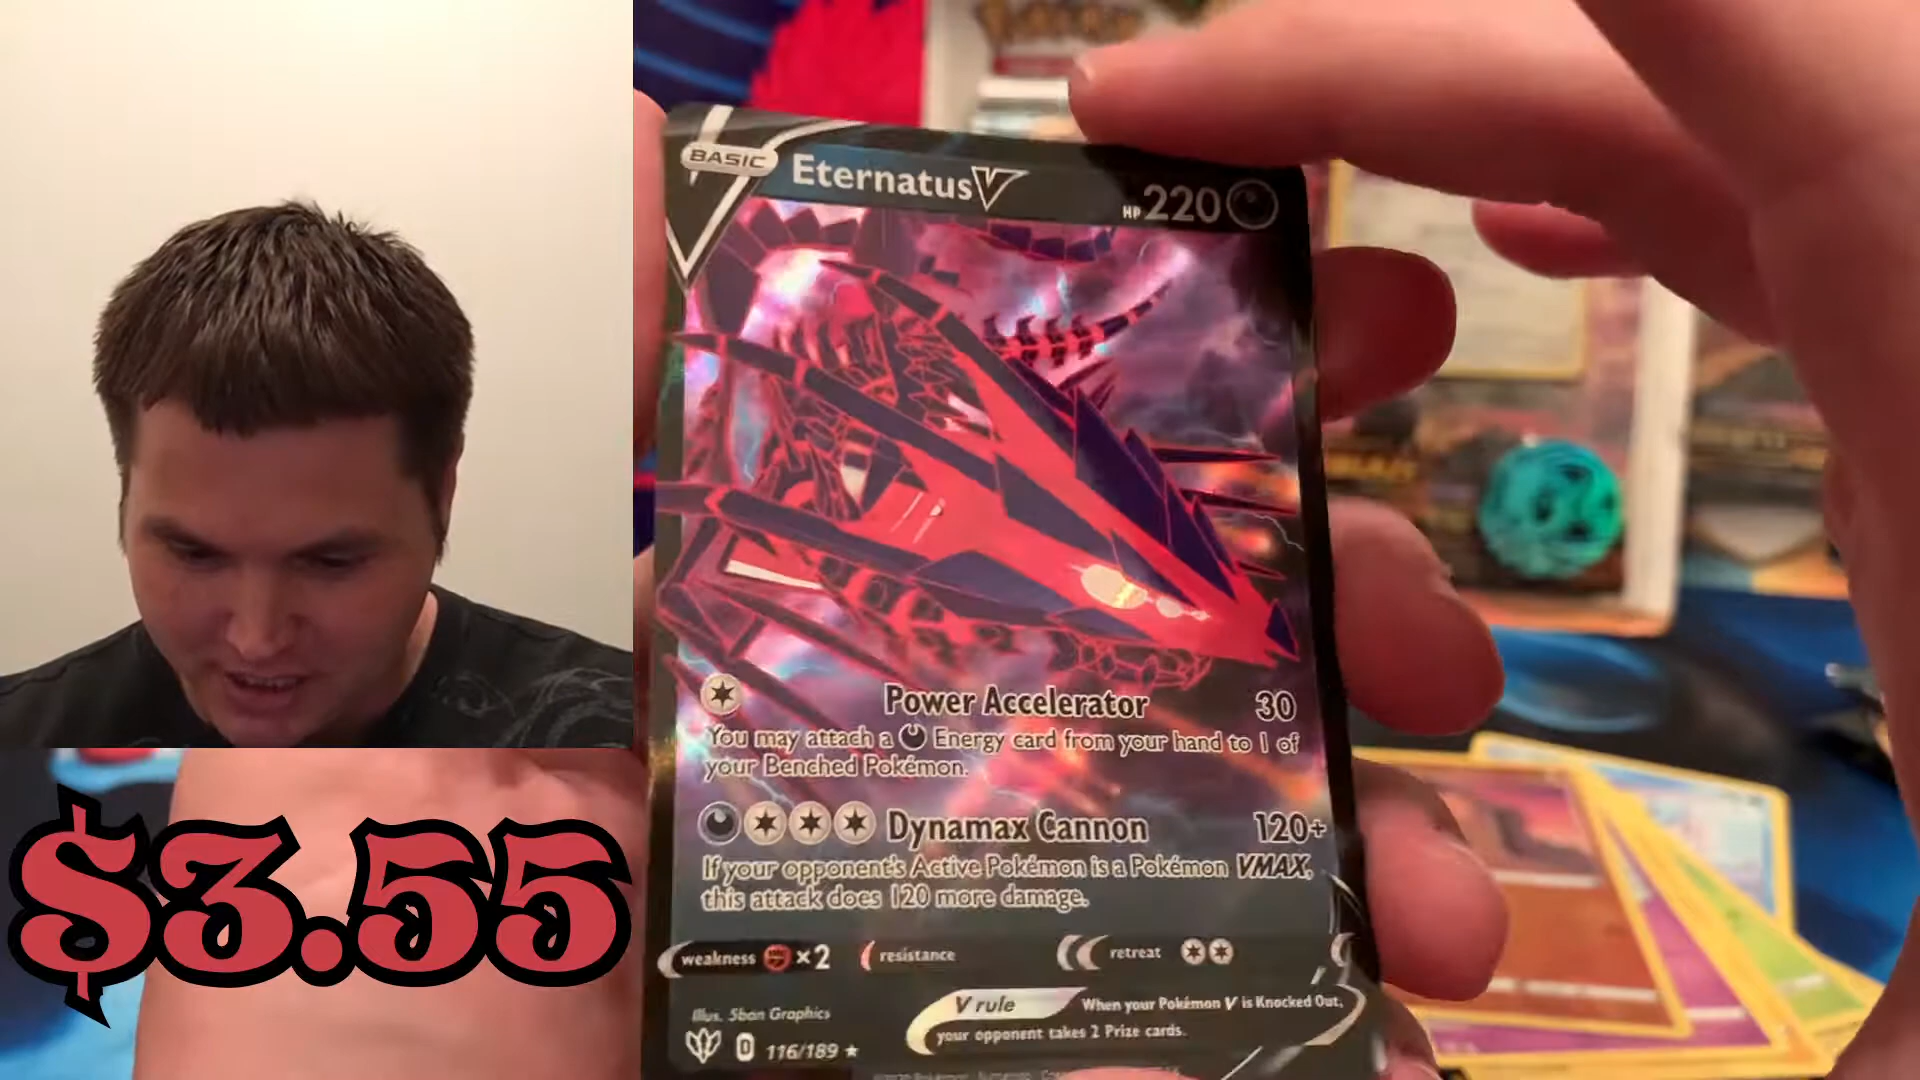 Pokémon
BASIC
Eternatus V
HP 220
Power Accelerator 30
You may attach a Energy card from your hand to 1 of
your Benched Pokémon.
Dynamax Cannon 120+
If your opponent's Active Pokémon is a Pokémon VMAX,
this attack does 120 more damage.
weakness ×2 resistance retreat
V rule When your Pokémon V is Knocked Out,
your opponent takes 2 Prize cards.
Illus. 5ban Graphics
D 116/189 ★
$3.55